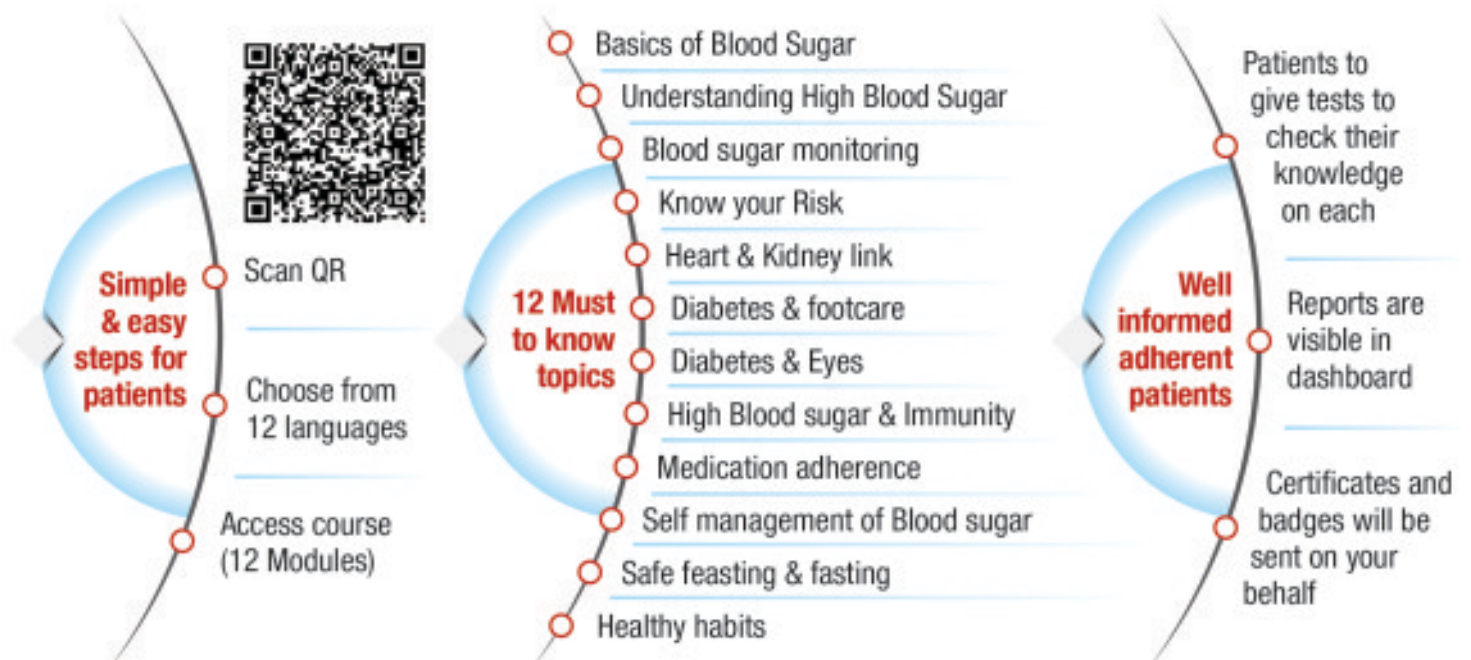 Simple
& easy
steps for
patients
Scan QR
Choose from
12 languages
Access course
(12 Modules)
12 Must
to know
topics
Basics of Blood Sugar
Understanding High Blood Sugar
Blood sugar monitoring
Know your Risk
Heart & Kidney link
Diabetes & footcare
Diabetes & Eyes
High Blood sugar & Immunity
Medication adherence
Self management of Blood sugar
Safe feasting & fasting
Healthy habits
Well
informed
adherent
patients
Patients to
give tests to
check their
knowledge
on each
Reports are
visible in
dashboard
Certificates and
badges will be
sent on your
behalf